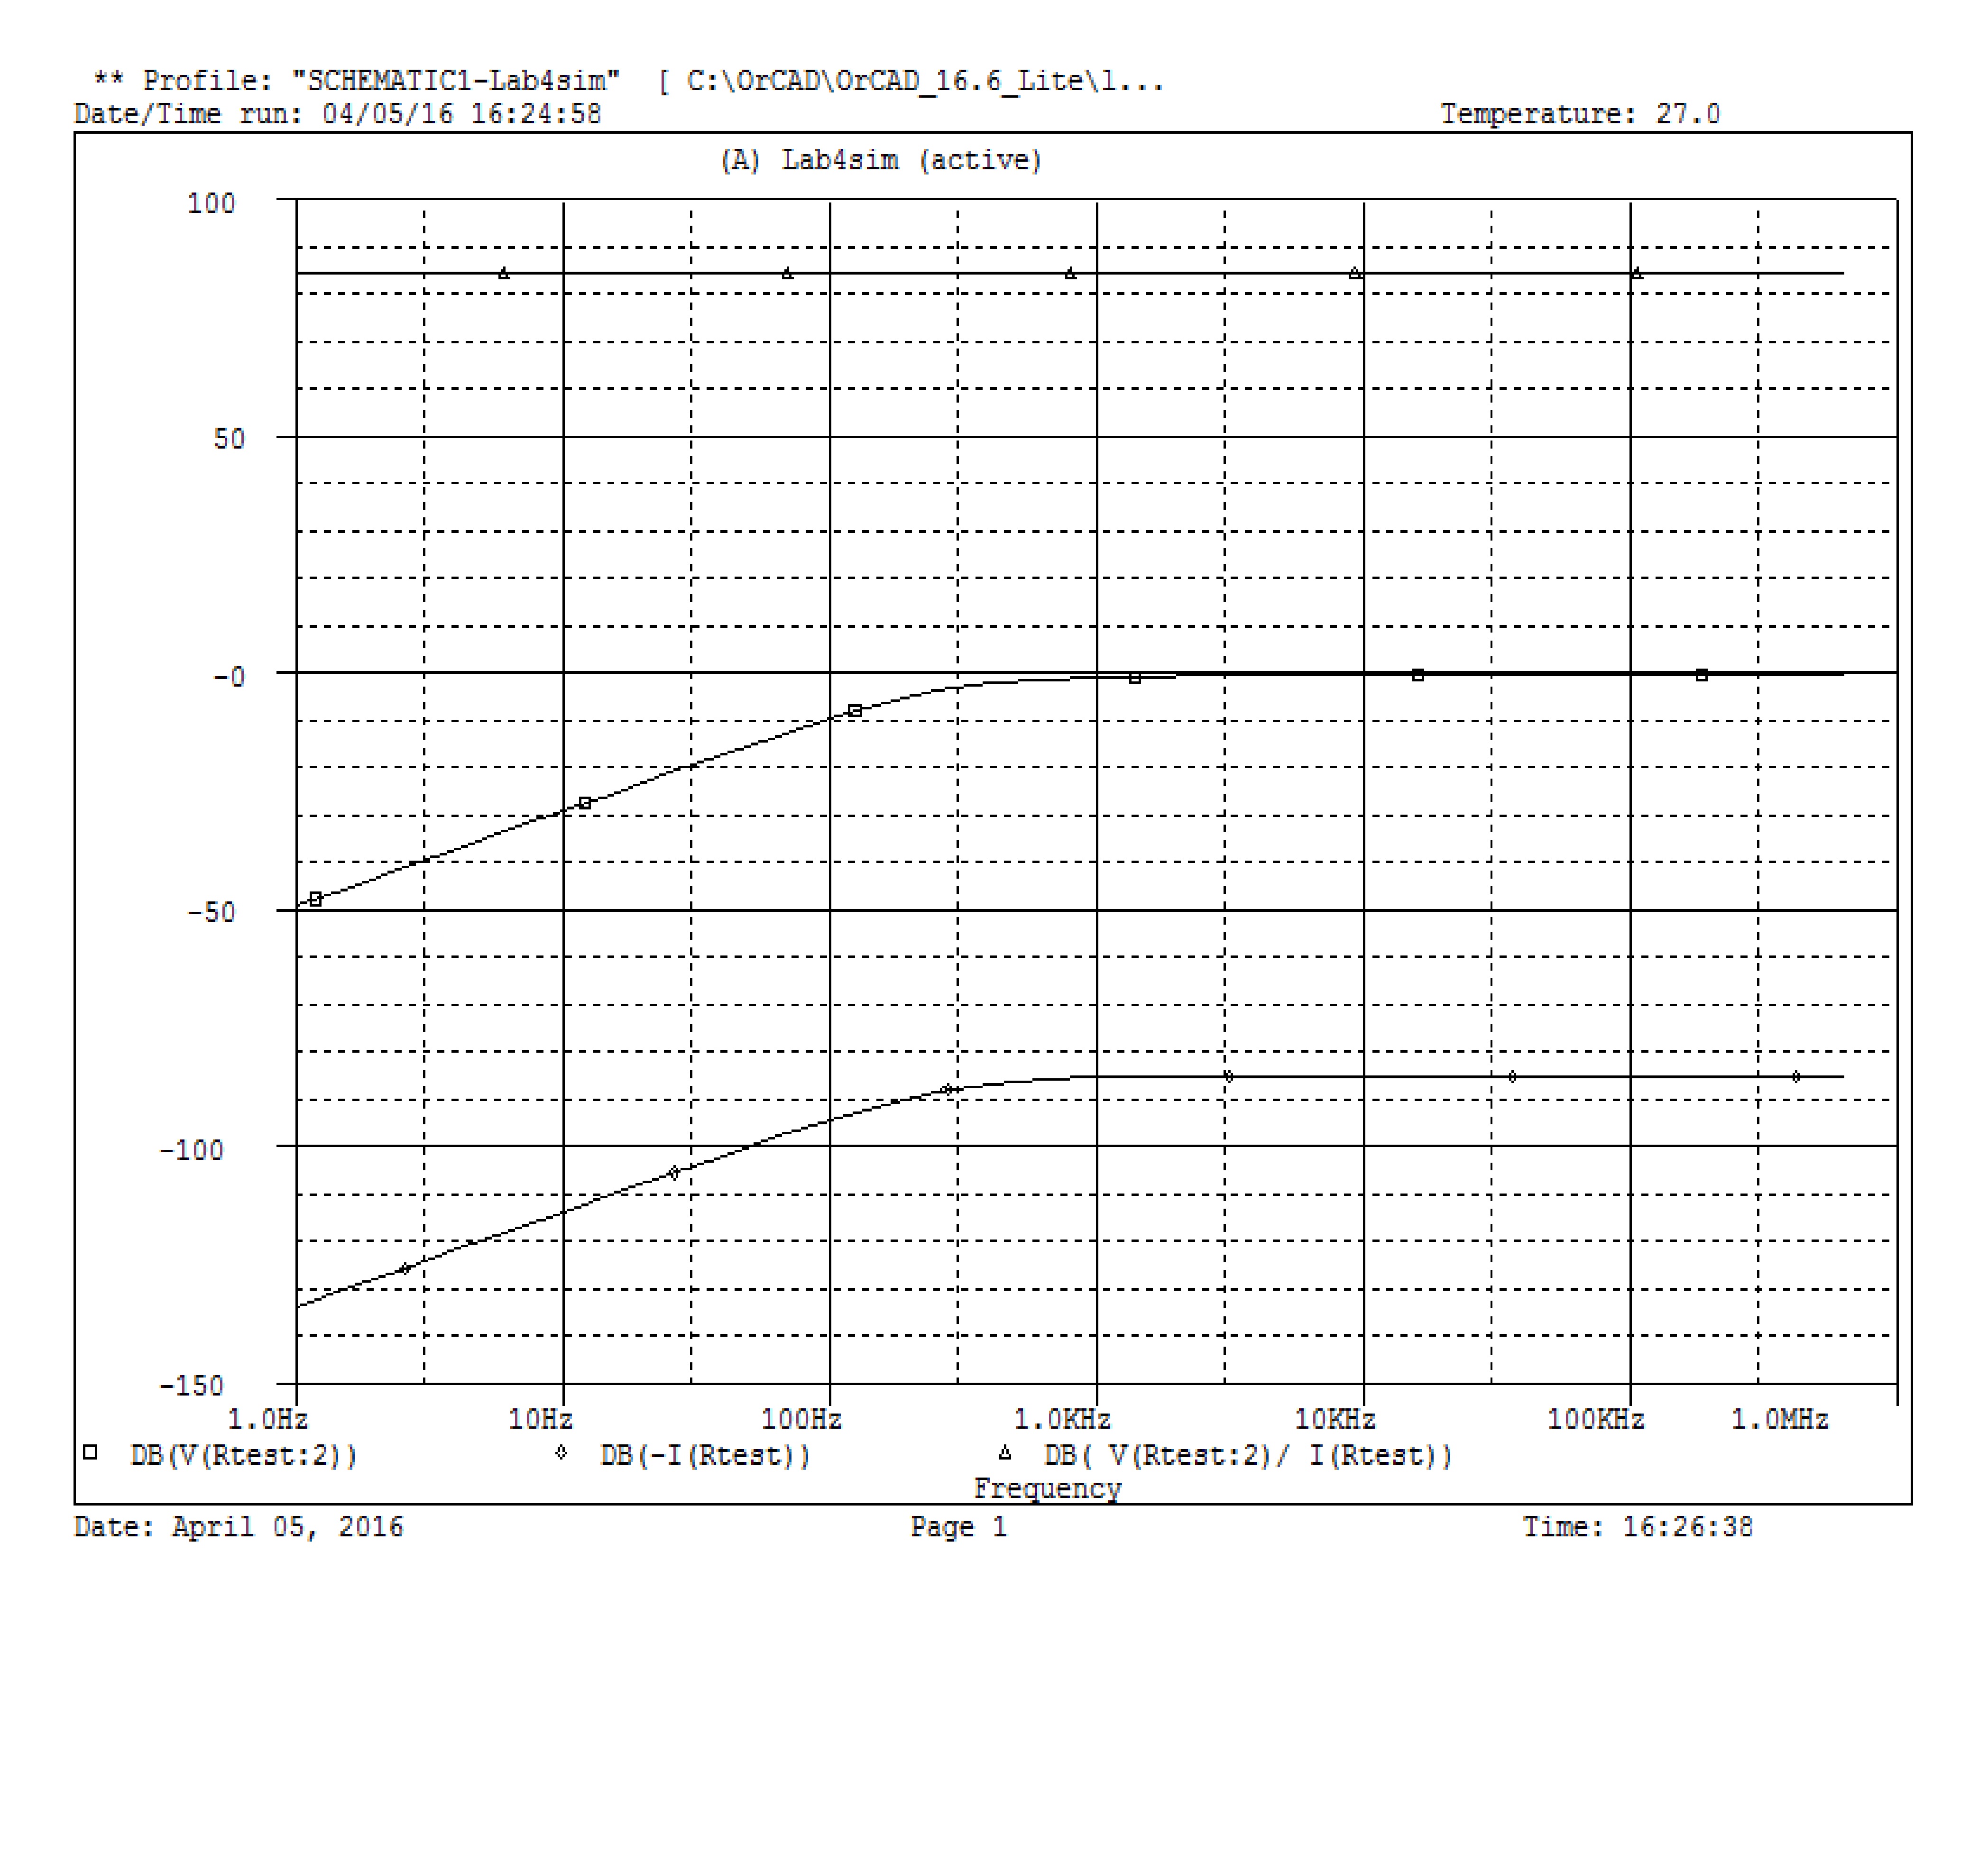 ** Profile: "SCHEMATIC1-Lab4sim"  [ C:\OrCAD\OrCAD_16.6_Lite\l...
Date/Time run: 04/05/16 16:24:58 Temperature: 27.0
(A) Lab4sim (active)
100
50
-0
-50
-100
-150
1.0Hz 10Hz 100Hz 1.0KHz 10KHz 100KHz 1.0MHz
DB(V(Rtest:2)) DB(-I(Rtest)) DB( V(Rtest:2)/ I(Rtest))
Frequency
Date: April 05, 2016 Page 1 Time: 16:26:38